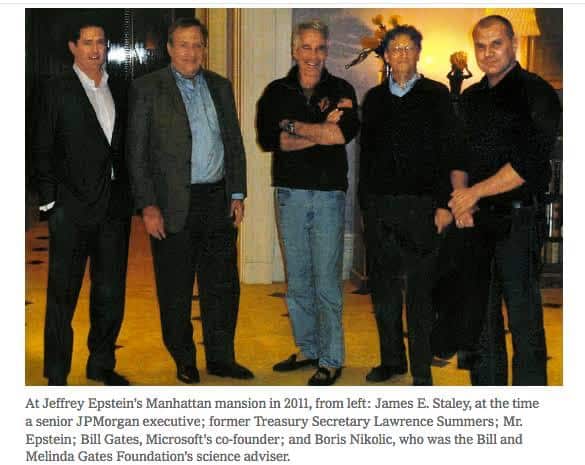 At Jeffrey Epstein's Manhattan mansion in 2011, from left: James E. Staley, at the time
a senior JPMorgan executive; former Treasury Secretary Lawrence Summers; Mr.
Epstein; Bill Gates, Microsoft's co-founder; and Boris Nikolic, who was the Bill and
Melinda Gates Foundation's science adviser.